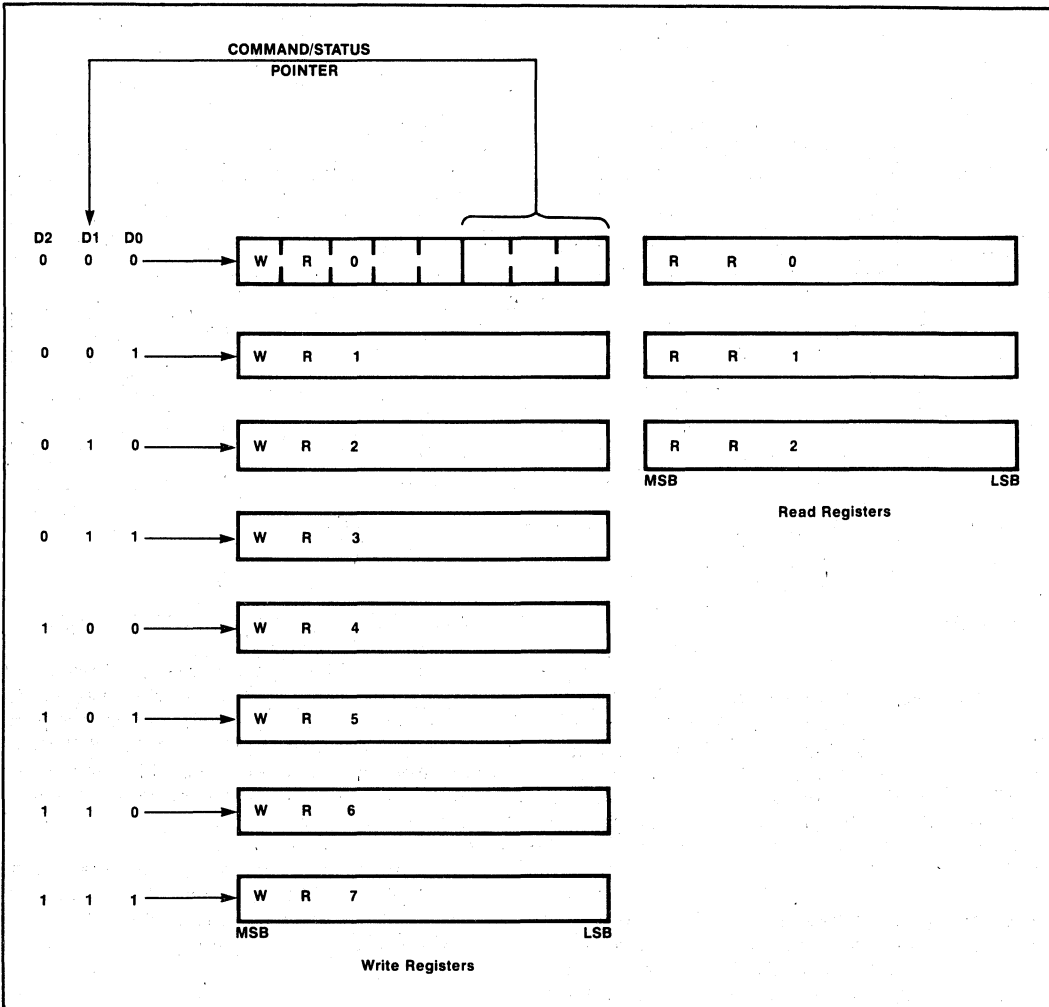 COMMAND/STATUS
POINTER
D2 D1 D0
0 0 0 W R 0 R R 0
0 0 1 W R 1 R R 1
0 1 0 W R 2 R R 2
MSB LSB
Read Registers
0 1 1 W R 3
1 0 0 W R 4
1 0 1 W R 5
1 1 0 W R 6
1 1 1 W R 7
MSB LSB
Write Registers